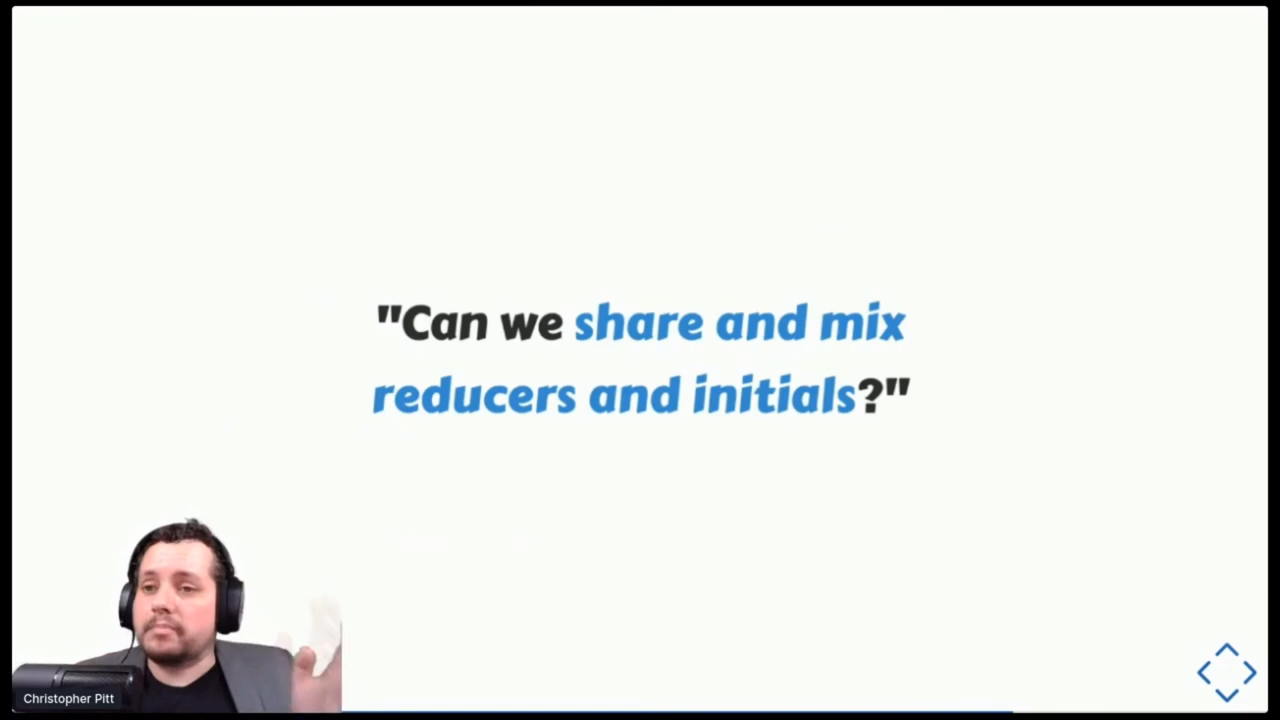 "Can we share and mix
reducers and initials?"
Christopher Pitt